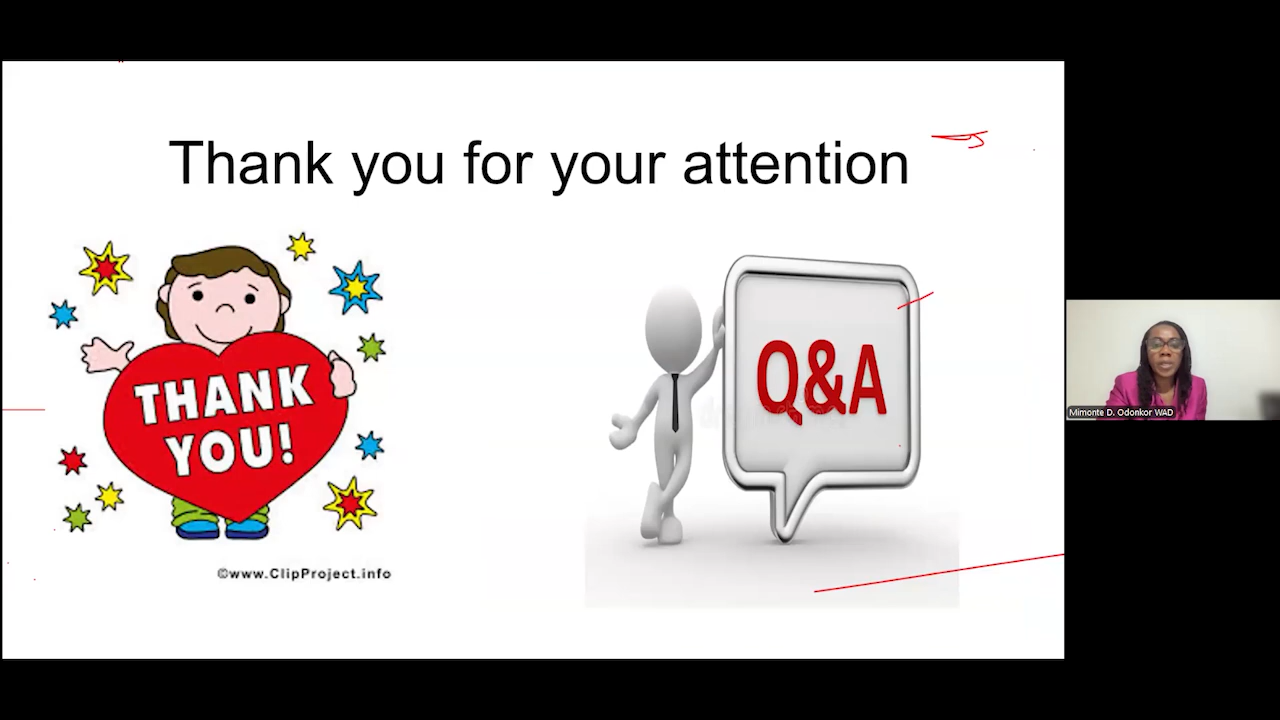 Thank you for your attention
THANK
YOU!
©www.ClipProject.info
Q&A
Mimonte D. Odonkor WAD